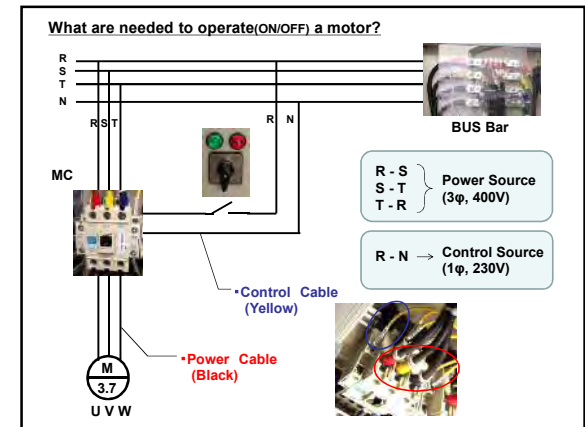 What are needed to operate(ON/OFF) a motor?
R
S
T
N
R S T
R N
BUS Bar
MC
R - S
S - T
T - R
Power Source
(3φ, 400V)
R - N → Control Source
(1φ, 230V)
▪Control Cable
(Yellow)
▪Power Cable
(Black)
M
3.7
U V W